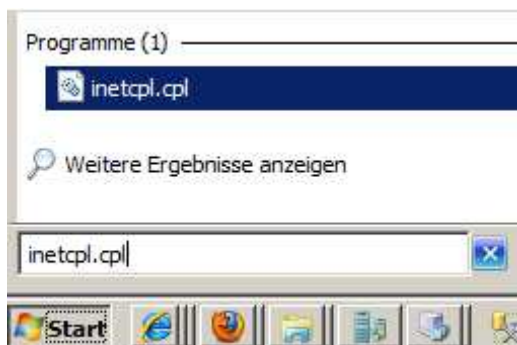 Programme (1)
inetcpl.cpl
Weitere Ergebnisse anzeigen
inetcpl.cpl
Start